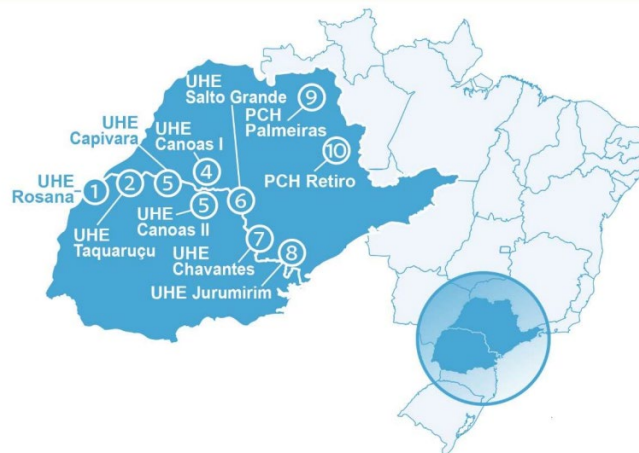 UHE
Salto Grande
9
PCH
Palmeiras
UHE
Capivara
UHE
Canoas I
10
PCH Retiro
UHE
Rosana
1
2
5
4
5
6
UHE
Taquaruçu
UHE
Canoas II
7
8
UHE
Chavantes
UHE Jurumirim